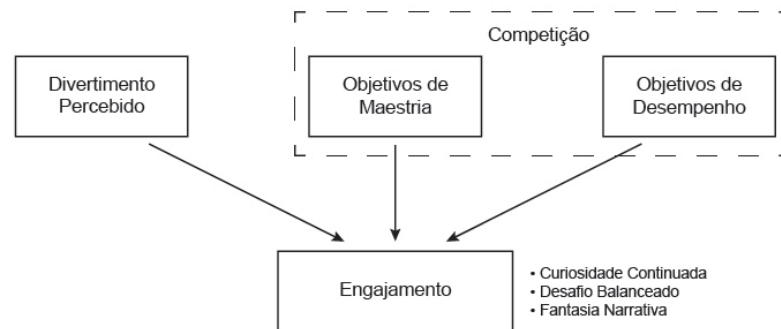 Competição
Divertimento
Percebido
Objetivos de
Maestria
Objetivos de
Desempenho
Engajamento
• Curiosidade Continuada
• Desafio Balanceado
• Fantasia Narrativa